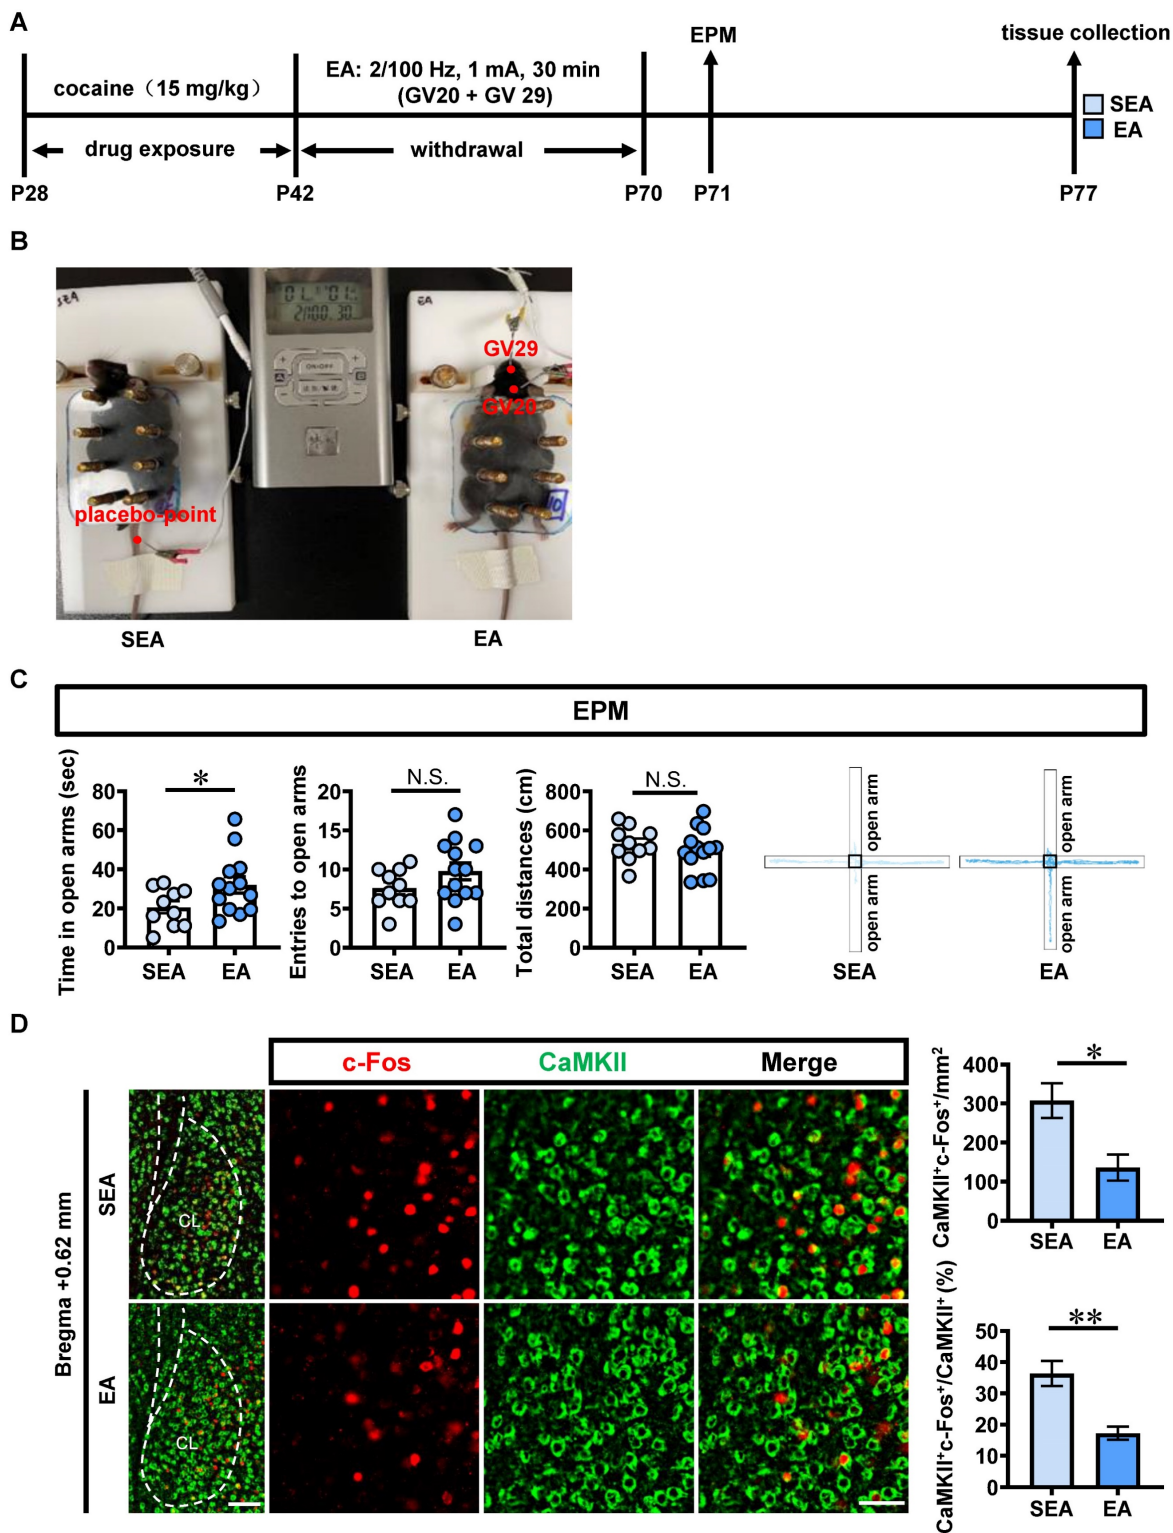 A
EPM
tissue collection
cocaine（15 mg/kg）
EA: 2/100 Hz, 1 mA, 30 min
(GV20 + GV 29)
SEA
EA
drug exposure
withdrawal
P28
P42
P70
P71
P77
B
SEA
EA
GV29
GV20
ON/OFF
10
placebo-point
SEA
EA
C
EPM
Time in open arms (sec)
80
60
40
20
0
*
SEA
EA
Entries to open arms
20
15
10
5
0
N.S.
SEA
EA
Total distances (cm)
800
600
400
200
0
N.S.
SEA
EA
open arm
open arm
SEA
open arm
open arm
EA
D
c-Fos
CaMKII
Merge
Bregma +0.62 mm
SEA
CL
EA
CL
CaMKII⁺c-Fos⁺/mm²
400
300
200
100
0
*
SEA
EA
CaMKII⁺c-Fos⁺/CaMKII⁺ (%)
50
40
30
20
10
0
**
SEA
EA